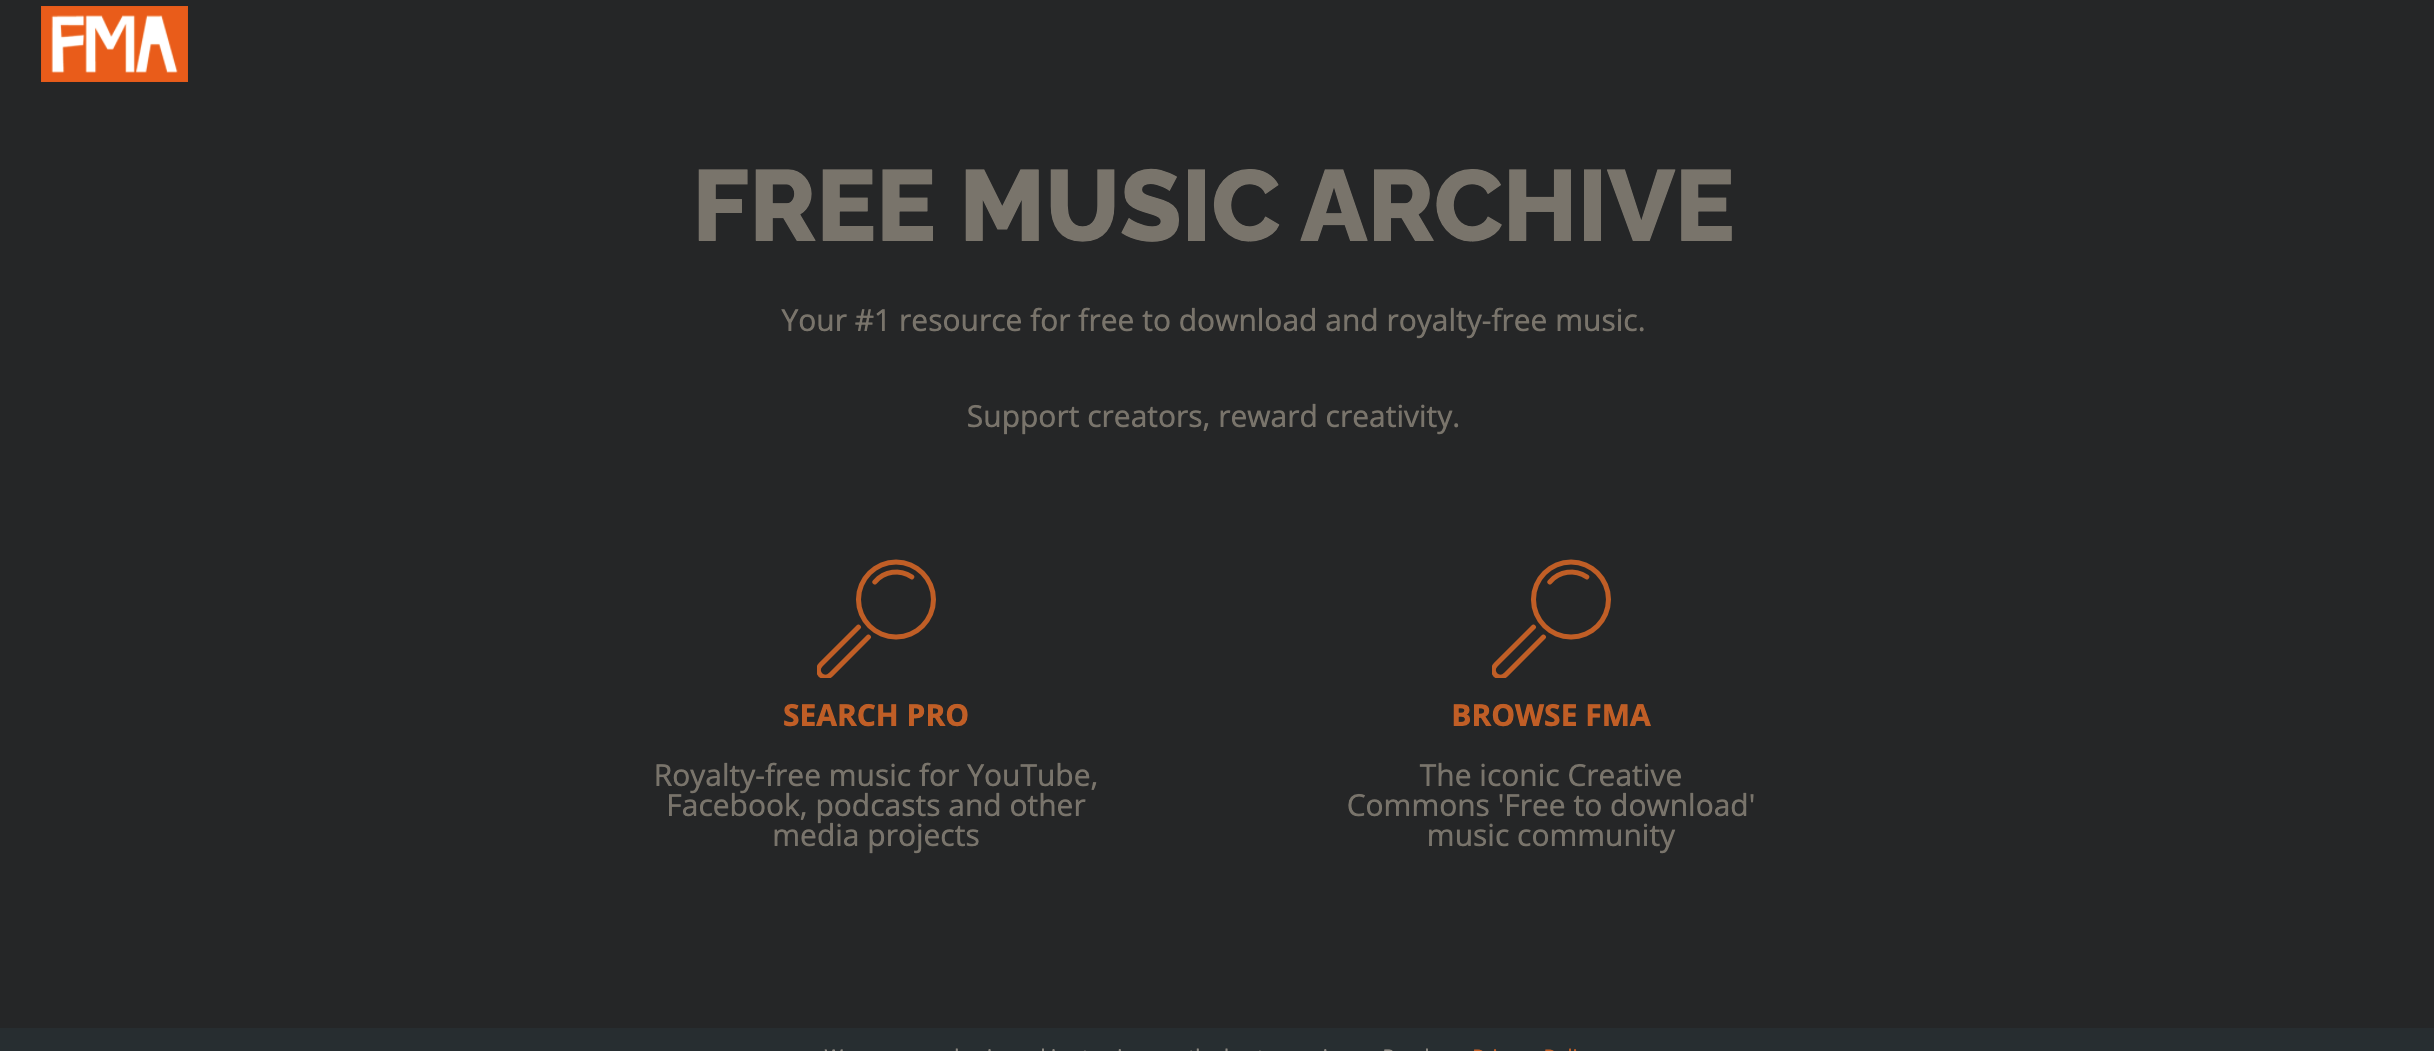 FMA
FREE MUSIC ARCHIVE
Your #1 resource for free to download and royalty-free music.
Support creators, reward creativity.
SEARCH PRO
Royalty-free music for YouTube,
Facebook, podcasts and other
media projects
BROWSE FMA
The iconic Creative
Commons 'Free to download'
music community